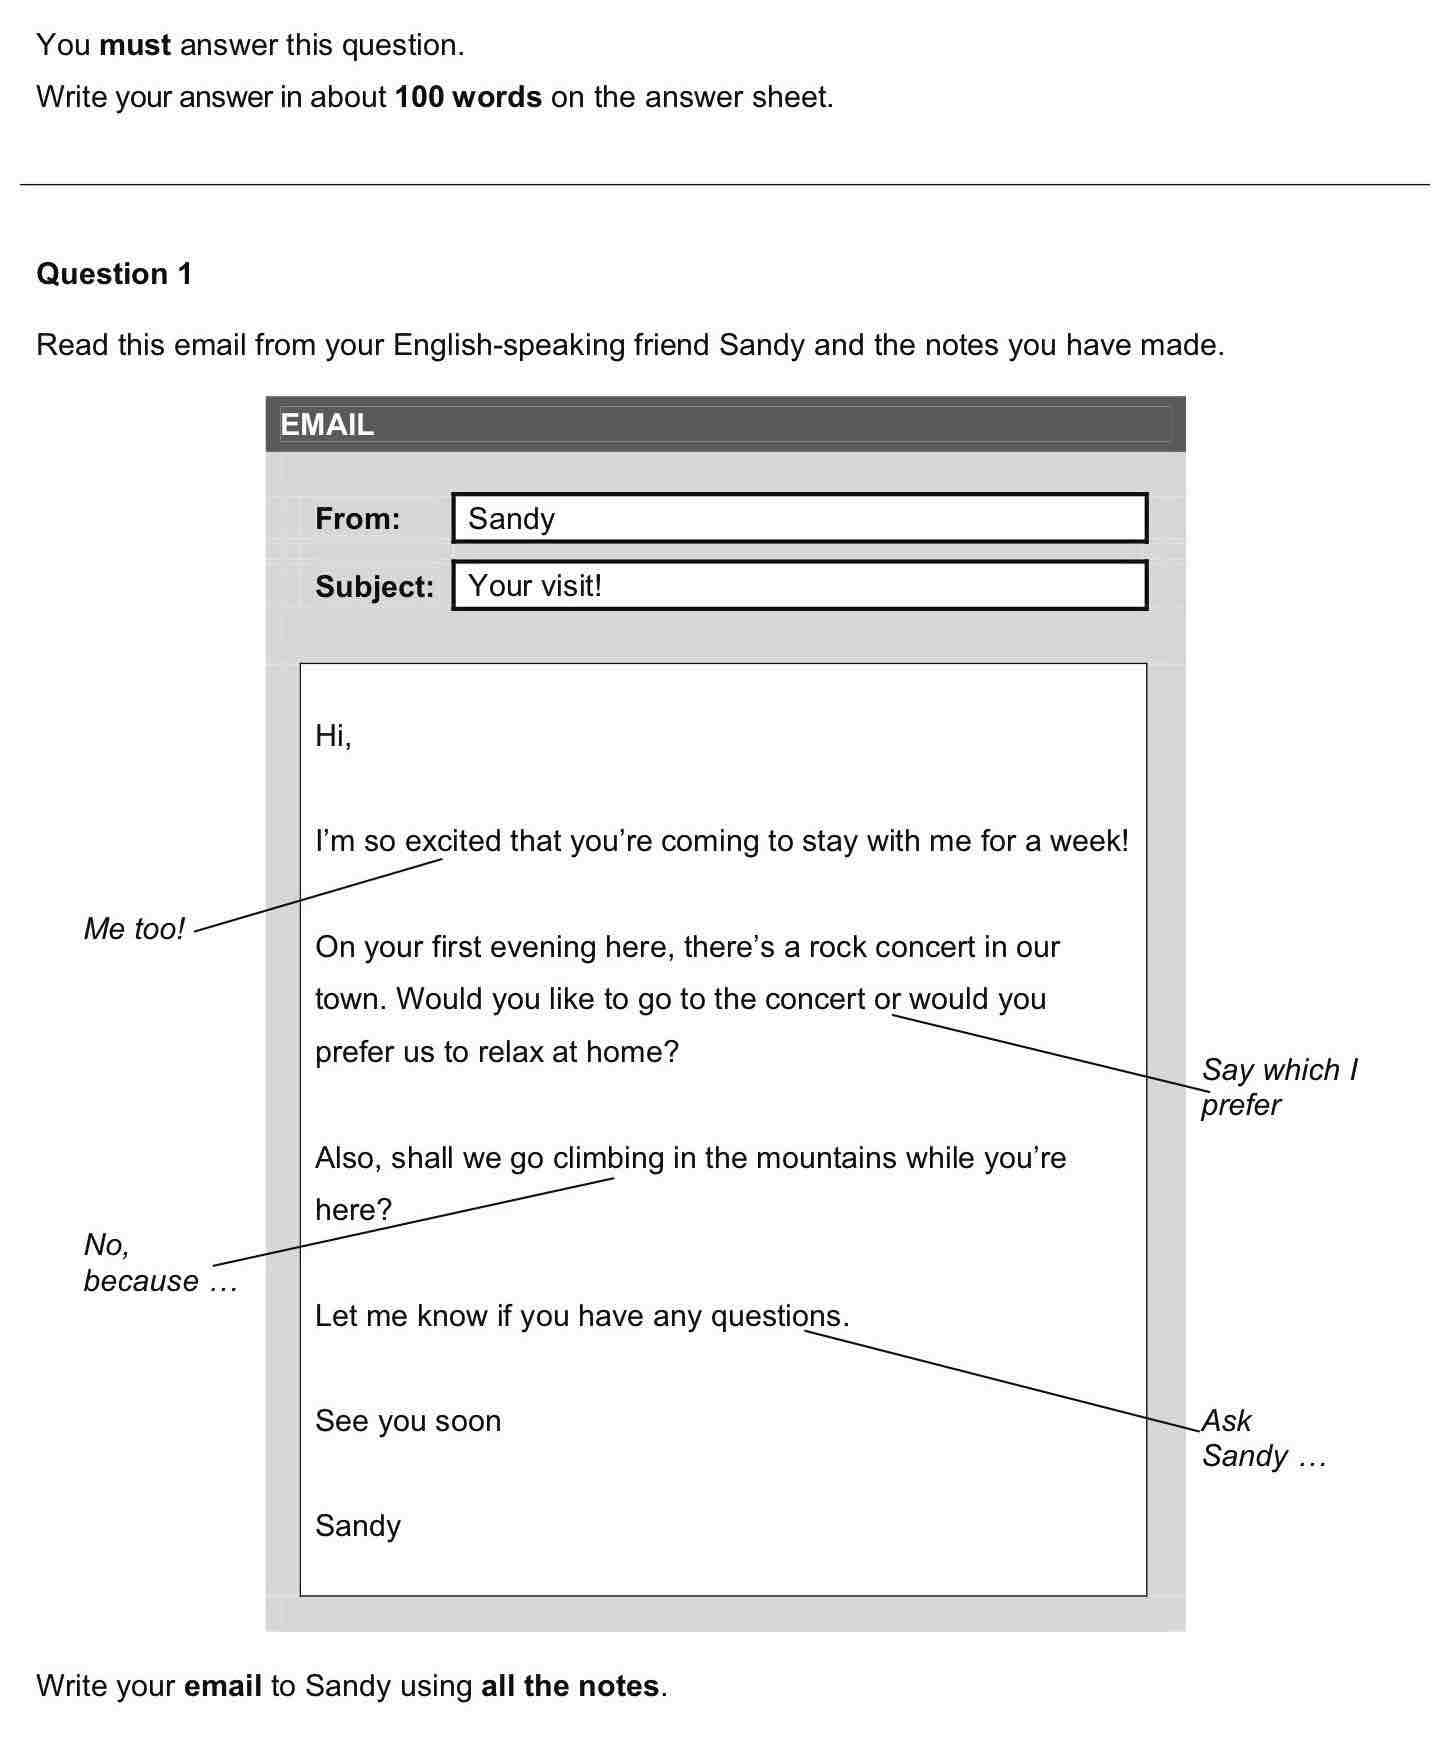 You must answer this question.
Write your answer in about 100 words on the answer sheet.
Question 1
Read this email from your English-speaking friend Sandy and the notes you have made.
EMAIL
From: Sandy
Subject: Your visit!
Hi,
I’m so excited that you’re coming to stay with me for a week!
Me too!
On your first evening here, there’s a rock concert in our
town. Would you like to go to the concert or would you
prefer us to relax at home?
Say which I
prefer
Also, shall we go climbing in the mountains while you’re
here?
No,
because …
Let me know if you have any questions.
Ask
Sandy …
See you soon
Sandy
Write your email to Sandy using all the notes.